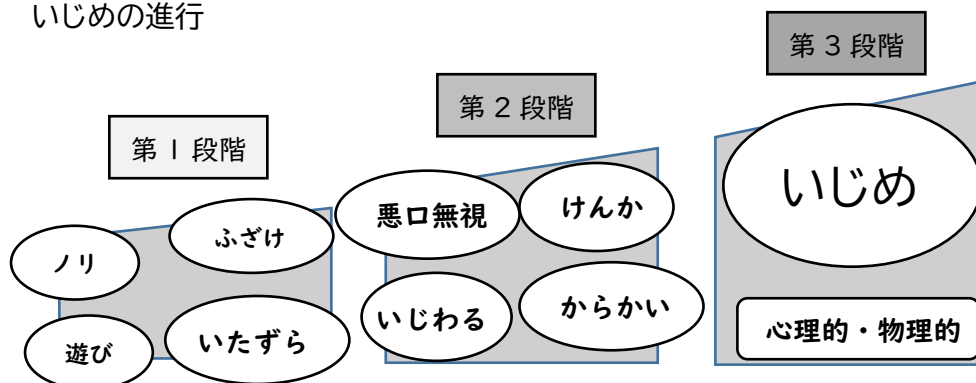 いじめの進行
第1段階
ノリ
ふざけ
遊び
いたずら
第2段階
悪口無視
けんか
いじわる
からかい
第3段階
いじめ
心理的・物理的